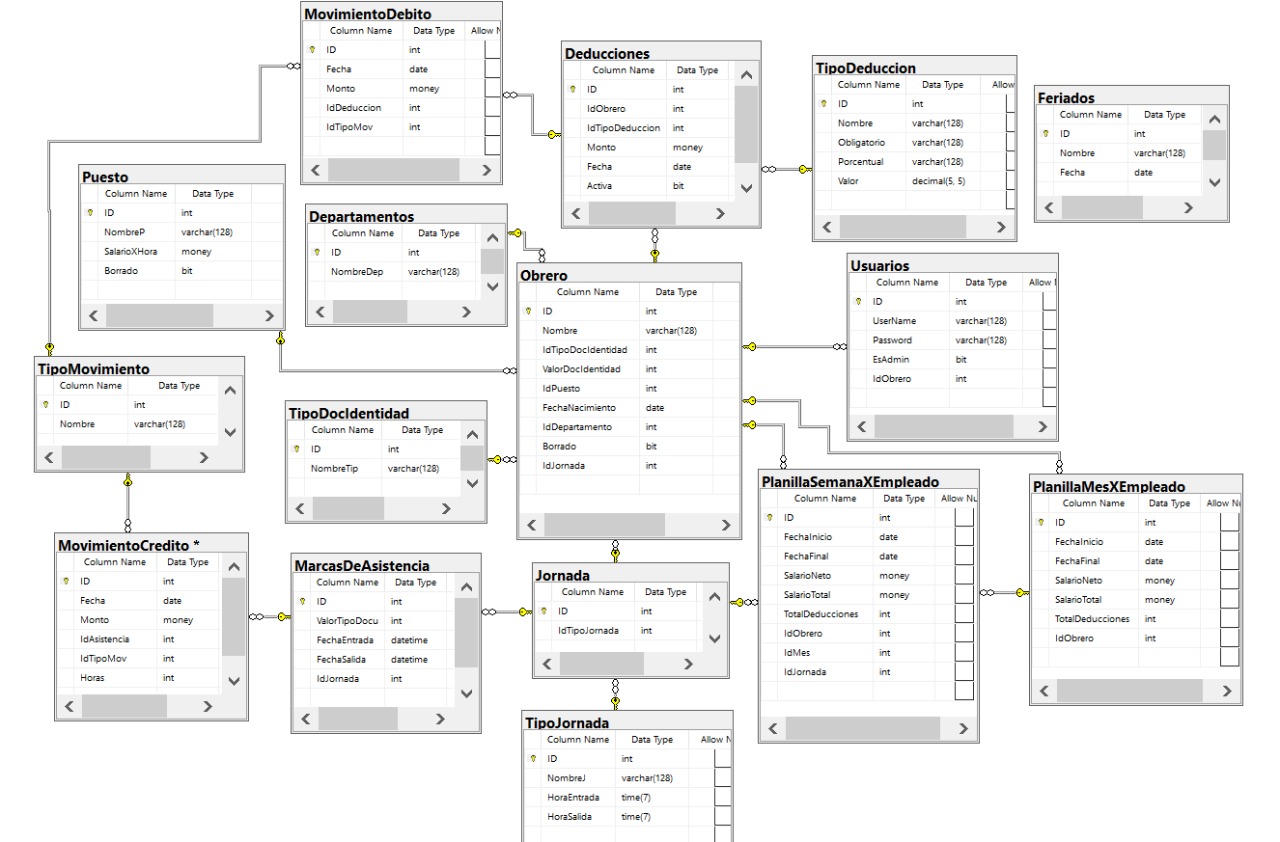 MovimientoDebito
Column Name Data Type Allow N
ID int
Fecha date
Monto money
IdDeduccion int
IdTipoMov int
Deducciones
Column Name Data Type
ID int
IdObrero int
IdTipoDeduccion int
Monto money
Fecha date
Activa bit
TipoDeduccion
Column Name Data Type Allow
ID int
Nombre varchar(128)
Obligatorio varchar(128)
Porcentual varchar(128)
Valor decimal(5, 5)
Feriados
Column Name Data Type
ID int
Nombre varchar(128)
Fecha date
Puesto
Column Name Data Type
ID int
NombreP varchar(128)
SalarioXHora money
Borrado bit
Departamentos
Column Name Data Type
ID int
NombreDep varchar(128)
Obrero
Column Name Data Type
ID int
Nombre varchar(128)
IdTipoDocIdentidad int
ValorDocIdentidad int
IdPuesto int
FechaNacimiento date
IdDepartamento int
Borrado bit
IdJornada int
Usuarios
Column Name Data Type Allow
ID int
UserName varchar(128)
Password varchar(128)
EsAdmin bit
IdObrero int
TipoMovimiento
Column Name Data Type
ID int
Nombre varchar(128)
TipoDocIdentidad
Column Name Data Type
ID int
NombreTip varchar(128)
PlanillaSemanaXEmpleado
Column Name Data Type Allow Nu
ID int
FechaInicio date
FechaFinal date
SalarioNeto money
SalarioTotal money
TotalDeducciones int
IdObrero int
IdMes int
IdJornada int
PlanillaMesXEmpleado
Column Name Data Type Allow Nu
ID int
FechaInicio date
FechaFinal date
SalarioNeto money
SalarioTotal money
TotalDeducciones int
IdObrero int
MovimientoCredito *
Column Name Data Type
ID int
Fecha date
Monto money
IdAsistencia int
IdTipoMov int
Horas int
MarcasDeAsistencia
Column Name Data Type
ID int
ValorTipoDocu int
FechaEntrada datetime
FechaSalida datetime
IdJornada int
Jornada
Column Name Data Type
ID int
IdTipoJornada int
TipoJornada
Column Name Data Type Allow N
ID int
NombreJ varchar(128)
HoraEntrada time(7)
HoraSalida time(7)